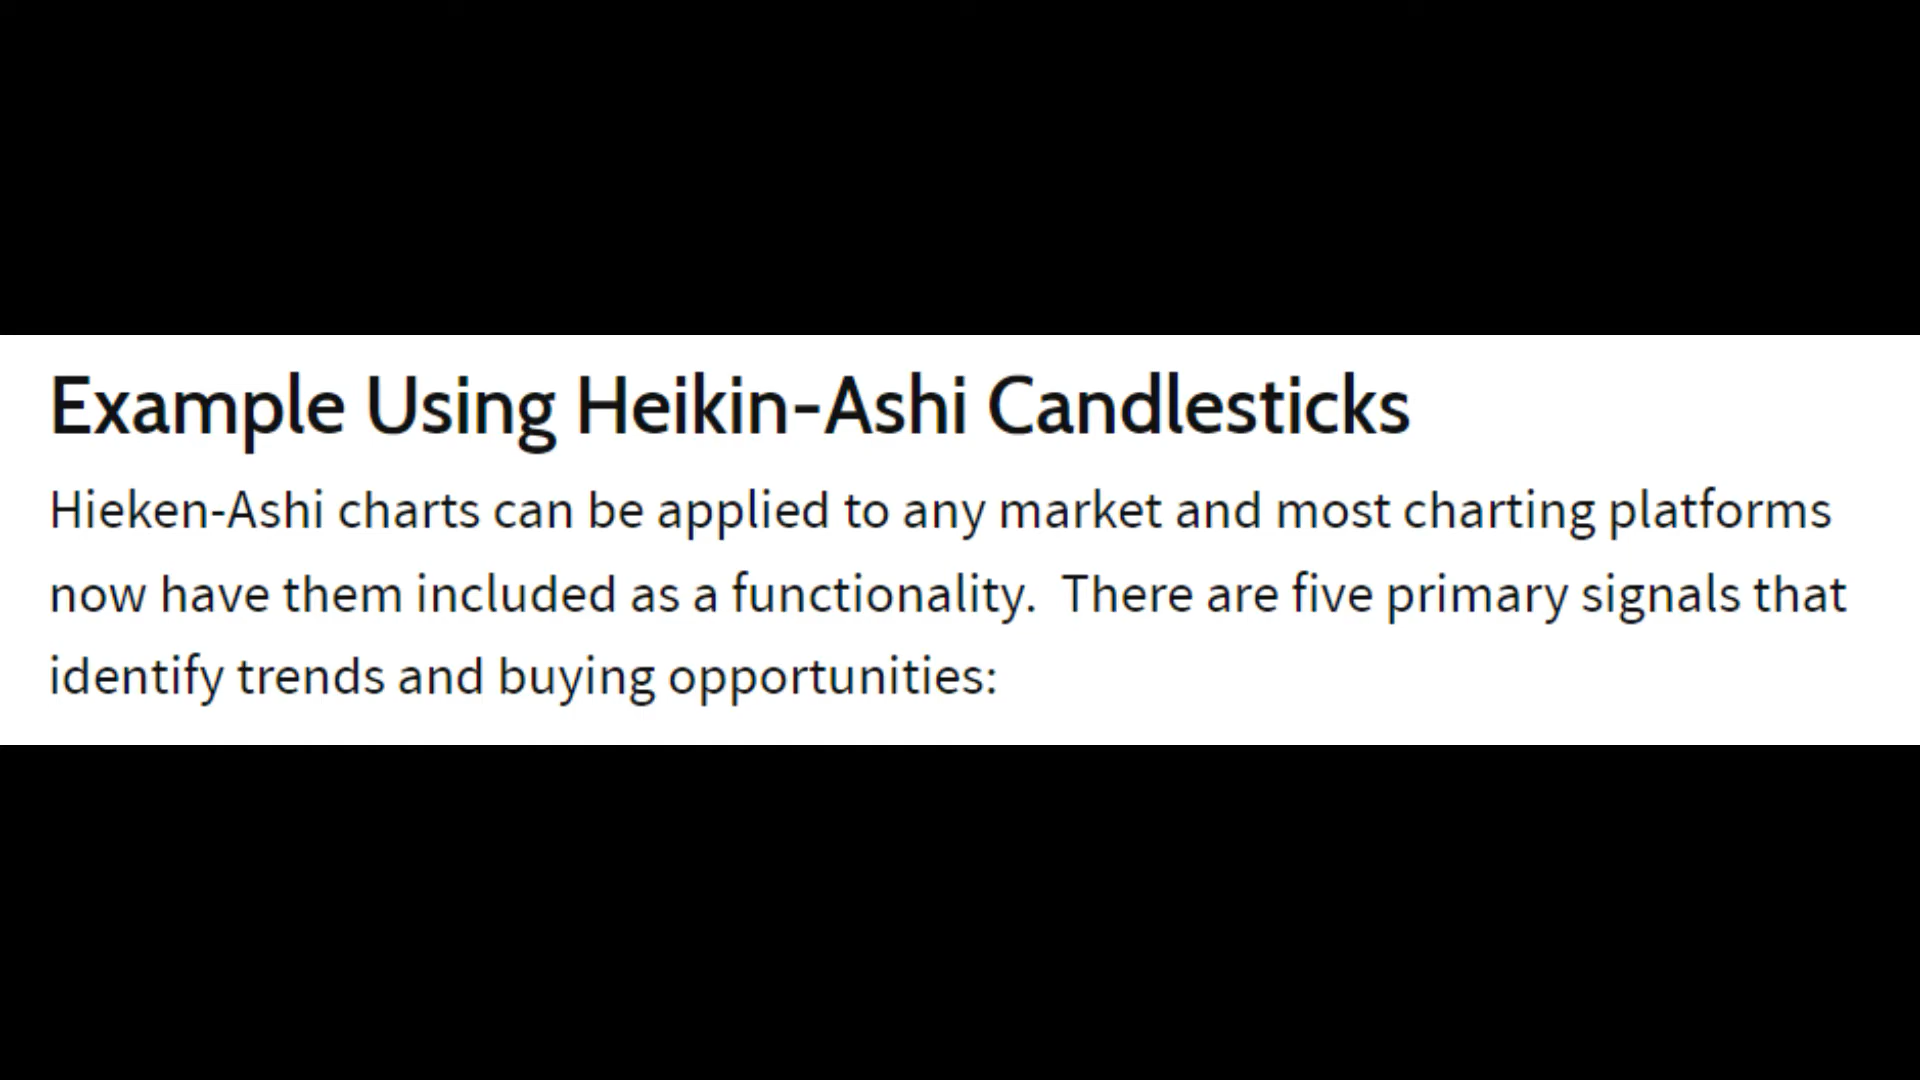 Example Using Heikin-Ashi Candlesticks
Hieken-Ashi charts can be applied to any market and most charting platforms
now have them included as a functionality.  There are five primary signals that
identify trends and buying opportunities: